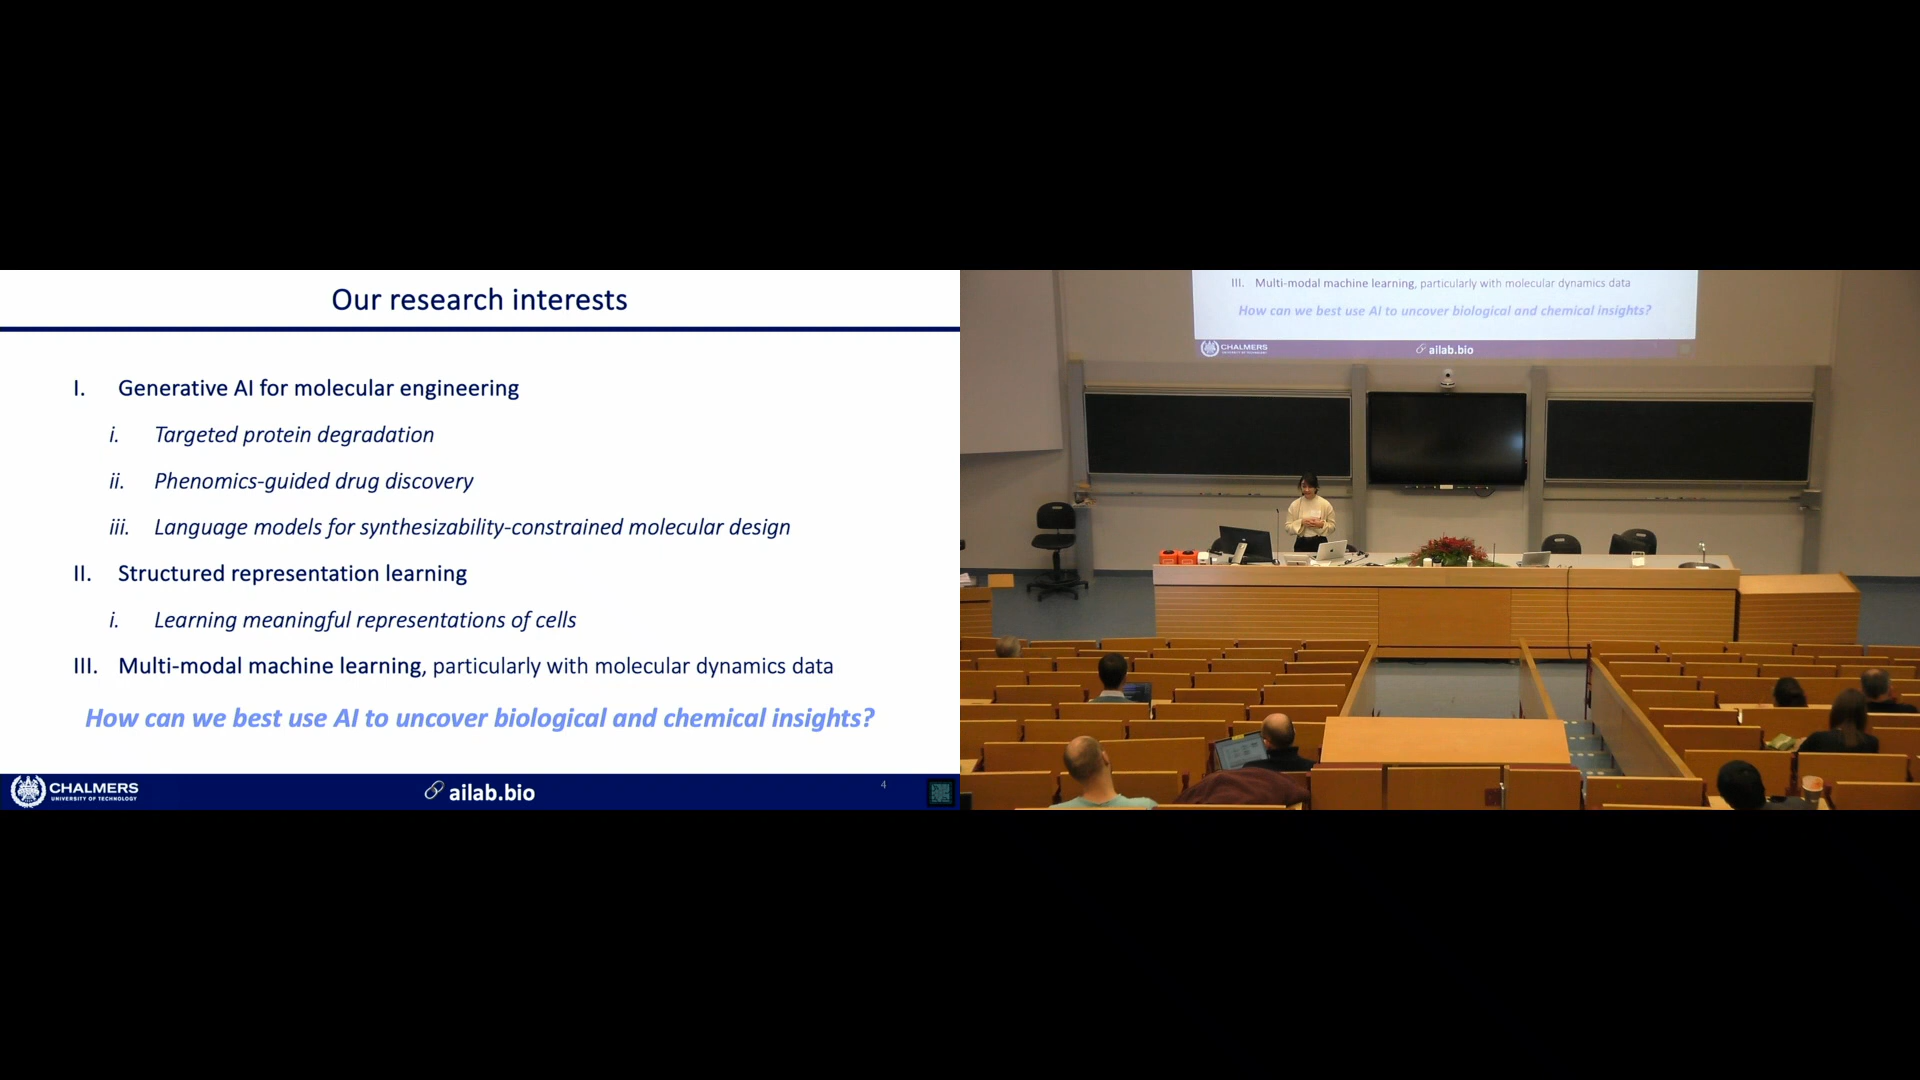 Our research interests
I. Generative AI for molecular engineering
i. Targeted protein degradation
ii. Phenomics-guided drug discovery
iii. Language models for synthesizability-constrained molecular design
II. Structured representation learning
i. Learning meaningful representations of cells
III. Multi-modal machine learning, particularly with molecular dynamics data
How can we best use AI to uncover biological and chemical insights?
CHALMERS
UNIVERSITY OF TECHNOLOGY
ailab.bio
4
III. Multi-modal machine learning, particularly with molecular dynamics data
How can we best use AI to uncover biological and chemical insights?
CHALMERS
UNIVERSITY OF TECHNOLOGY
ailab.bio